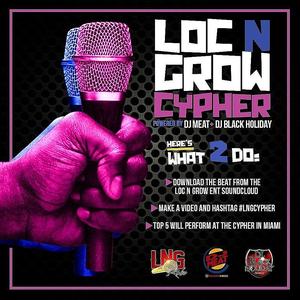 LOC N
GROW
CYPHER
POWERED BY DJ MEAT + DJ BLACK HOLIDAY
HERE'S
WHAT 2 DO:
DOWNLOAD THE BEAT FROM THE
LOC N GROW ENT SOUNDCLOUD
MAKE A VIDEO AND HASHTAG #LNGCYPHER
TOP 5 WILL PERFORM AT THE CYPHER IN MIAMI
LNG